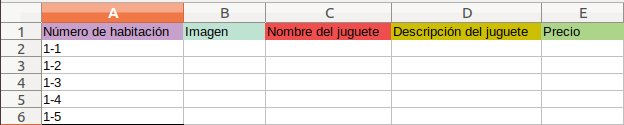 A B C D E
1 Número de habitación Imagen Nombre del juguete Descripción del juguete Precio
2 1-1
3 1-2
4 1-3
5 1-4
6 1-5